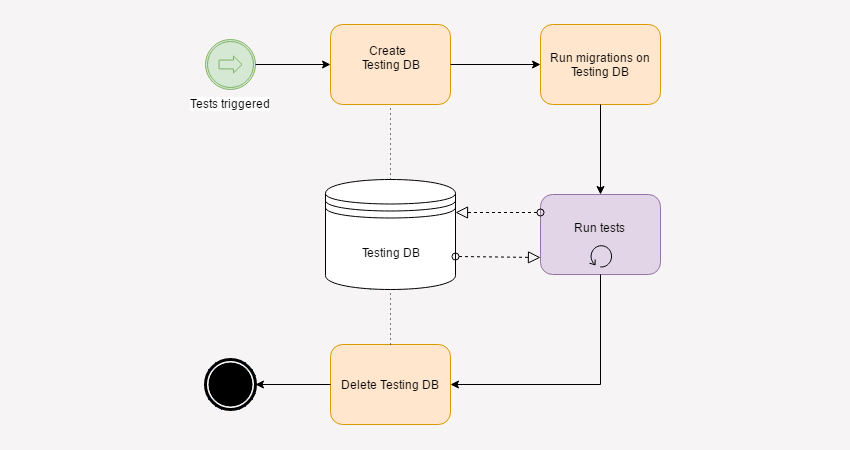 Create
Testing DB
Run migrations on
Testing DB
Tests triggered
Run tests
Testing DB
Delete Testing DB